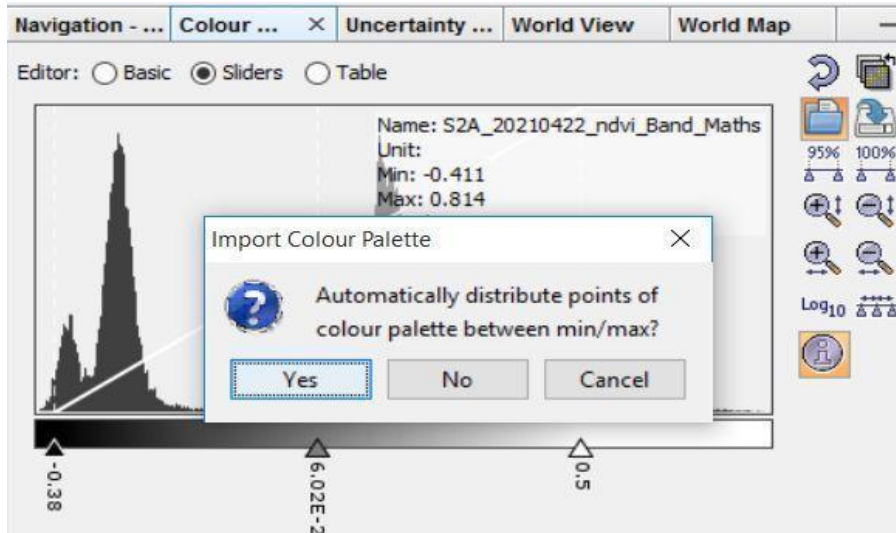 Navigation - ... Colour ... × Uncertainty ... World View World Map
Editor: Basic Sliders Table
Name: S2A_20210422_ndvi_Band_Maths
Unit:
Min: -0.411
Max: 0.814
95% 100%
Import Colour Palette
Automatically distribute points of
colour palette between min/max?
Yes No Cancel
Log10
-0.38 6.02E-2 0.5